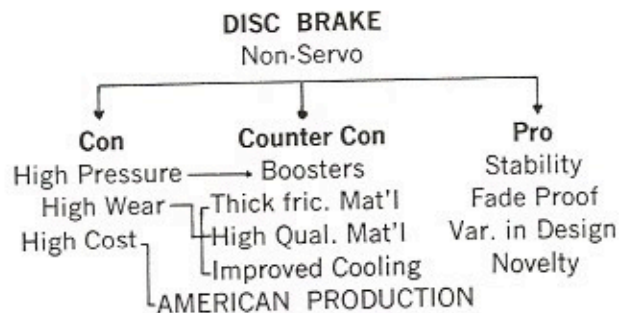 DISC BRAKE
Non-Servo
Con
High Pressure
High Wear
High Cost
Counter Con
Boosters
Thick fric. Mat'l
High Qual. Mat'l
Improved Cooling
AMERICAN PRODUCTION
Pro
Stability
Fade Proof
Var. in Design
Novelty